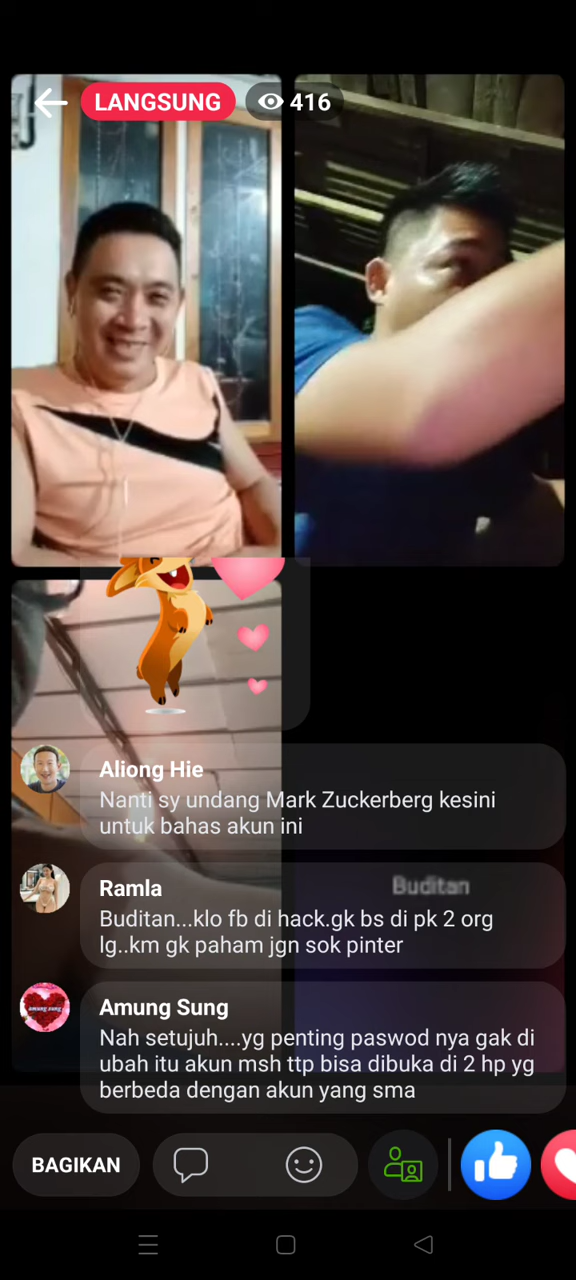 LANGSUNG
416
Aliong Hie
Nanti sy undang Mark Zuckerberg kesini
untuk bahas akun ini
Buditan
Ramla
Buditan...klo fb di hack.gk bs di pk 2 org
lg..km gk paham jgn sok pinter
Amung Sung
Nah setujuh....yg penting paswod nya gak di
ubah itu akun msh ttp bisa dibuka di 2 hp yg
berbeda dengan akun yang sma
BAGIKAN